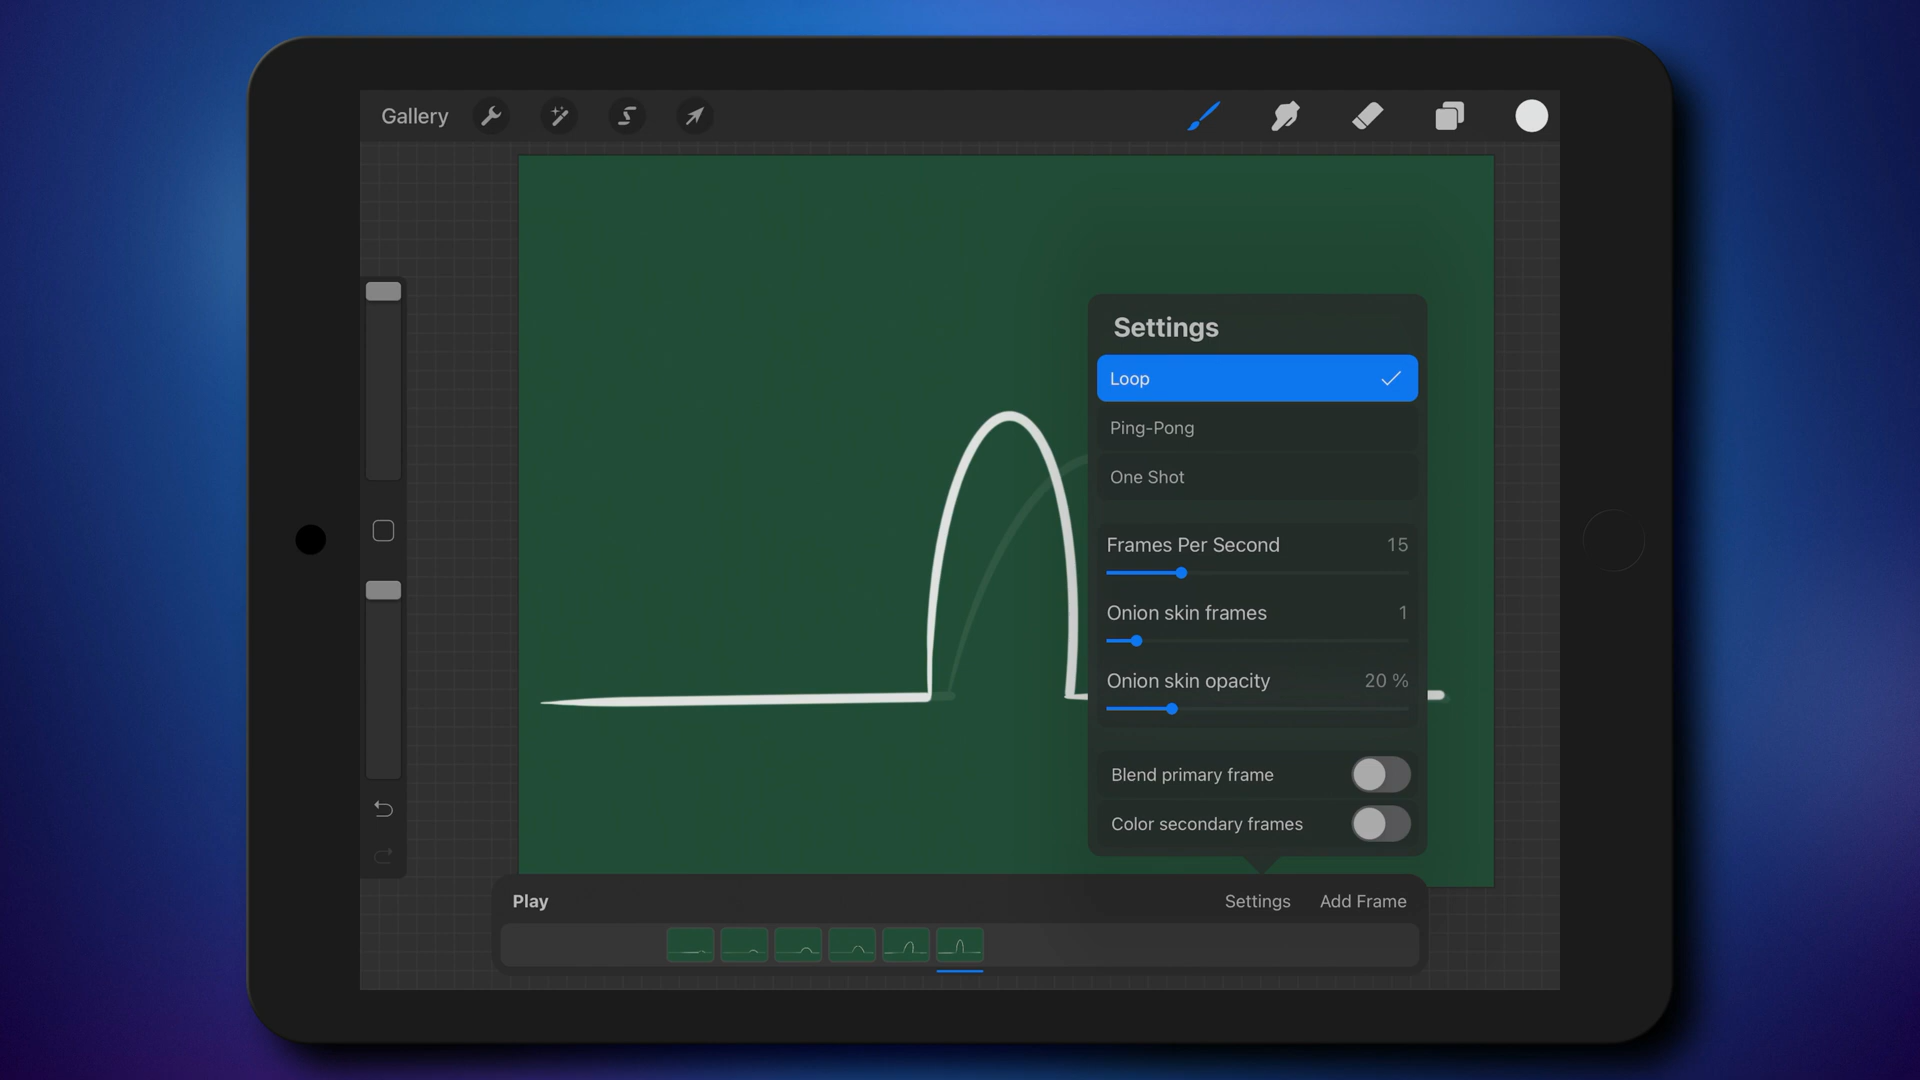 Gallery
Settings
Loop
Ping-Pong
One Shot
Frames Per Second 15
Onion skin frames 1
Onion skin opacity 20 %
Blend primary frame
Color secondary frames
Play Settings Add Frame